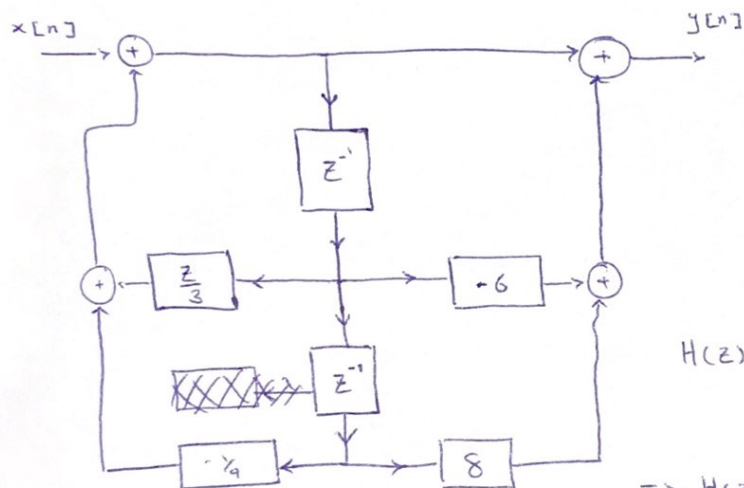 x[n]
y[n]
+
+
z⁻¹
+
z/3
-6
+
H(z)
z⁻¹
-1/9
8
=> H(z